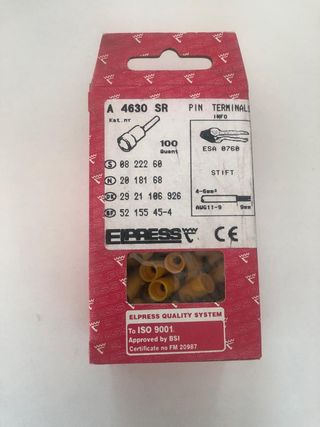 A 4630 SR PIN TERMINALS
Kat.nr INFO
100
Quant
ESA 0760
STIFT
S 08 222 60
N 20 181 68
DK 29 21 106 926
SF 52 155 45-4
4-6mm²
AWG11-9 9mm
ELPRESS CE
ELPRESS QUALITY SYSTEM
To ISO 9001
Approved by BSI
Certificate no FM 20987